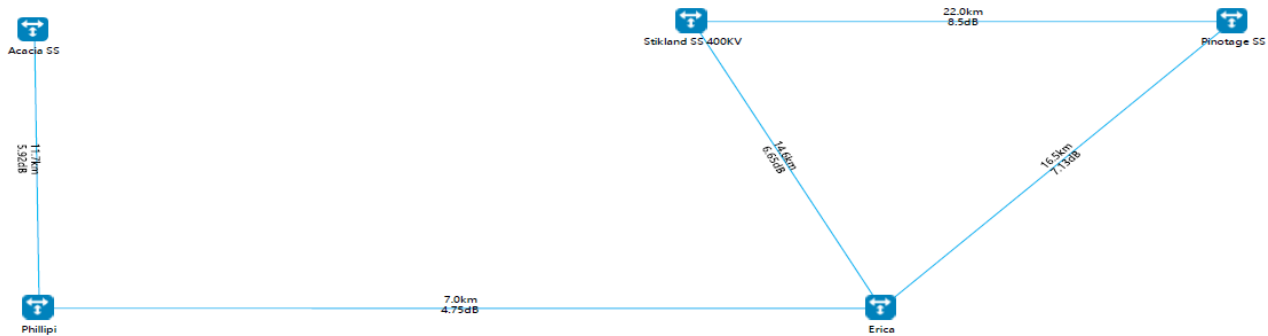 22.0km
8.5dB
Acacia SS
Stikland SS 400KV
Pinotage SS
11.7km
5.92dB
14.6km
6.65dB
16.5km
7.13dB
7.0km
4.75dB
Phillipi
Erica